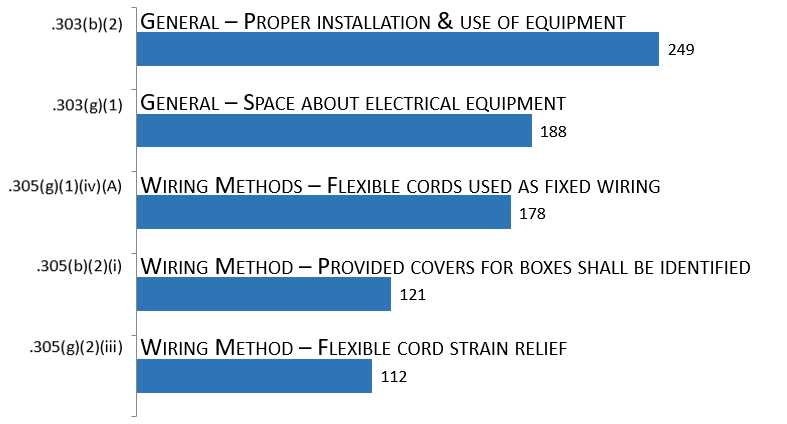 .303(b)(2) General – Proper installation & use of equipment
249
.303(g)(1) General – Space about electrical equipment
188
.305(g)(1)(iv)(A) Wiring Methods – Flexible cords used as fixed wiring
178
.305(b)(2)(i) Wiring Method – Provided covers for boxes shall be identified
121
.305(g)(2)(iii) Wiring Method – Flexible cord strain relief
112